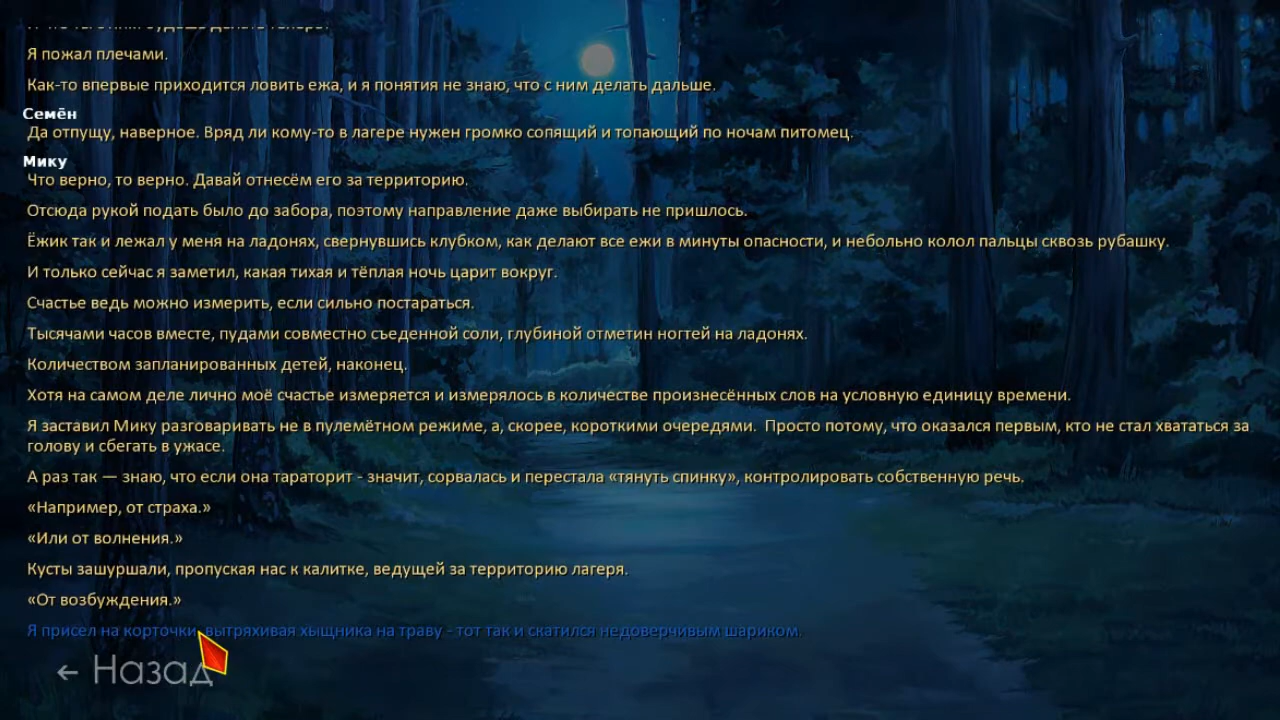 Я пожал плечами.
Как-то впервые приходится ловить ежа, и я понятия не знаю, что с ним делать дальше.
Семён
Да отпущу, наверное. Вряд ли кому-то в лагере нужен громко сопящий и топающий по ночам питомец.
Мику
Что верно, то верно. Давай отнесём его за территорию.
Отсюда рукой подать было до забора, поэтому направление даже выбирать не пришлось.
Ёжик так и лежал у меня на ладонях, свернувшись клубком, как делают все ежи в минуты опасности, и небольно колол пальцы сквозь рубашку.
И только сейчас я заметил, какая тихая и тёплая ночь царит вокруг.
Счастье ведь можно измерить, если сильно постараться.
Тысячами часов вместе, пудами совместно съеденной соли, глубиной отметин ногтей на ладонях.
Количеством запланированных детей, наконец.
Хотя на самом деле лично моё счастье измеряется и измерялось в количестве произнесённых слов на условную единицу времени.
Я заставил Мику разговаривать не в пулемётном режиме, а, скорее, короткими очередями.  Просто потому, что оказался первым, кто не стал хвататься за
голову и сбегать в ужасе.
А раз так — знаю, что если она тараторит - значит, сорвалась и перестала «тянуть спинку», контролировать собственную речь.
«Например, от страха.»
«Или от волнения.»
Кусты зашуршали, пропуская нас к калитке, ведущей за территорию лагеря.
«От возбуждения.»
Я присел на корточки, вытряхивая хыщника на траву - тот так и скатился недоверчивым шариком.
← Назад